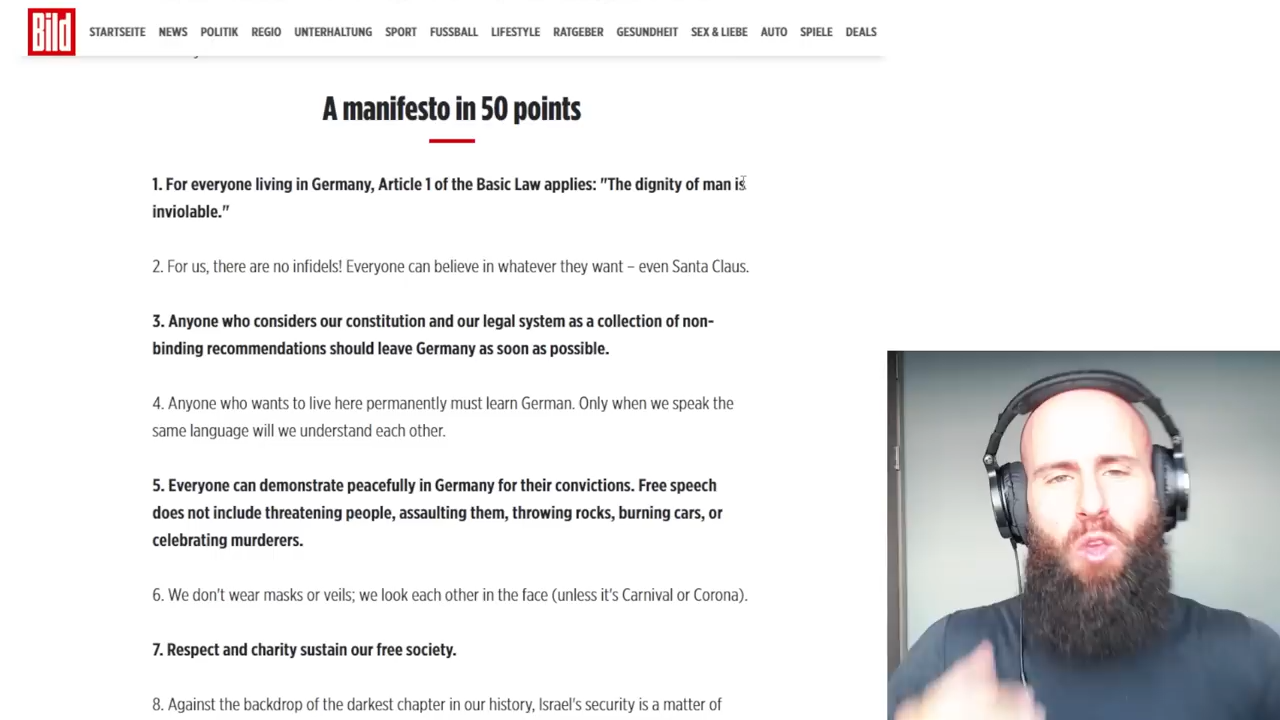 Bild STARTSEITE NEWS POLITIK REGIO UNTERHALTUNG SPORT FUSSBALL LIFESTYLE RATGEBER GESUNDHEIT SEX & LIEBE AUTO SPIELE DEALS
A manifesto in 50 points
1. For everyone living in Germany, Article 1 of the Basic Law applies: "The dignity of man is
inviolable."
2. For us, there are no infidels! Everyone can believe in whatever they want – even Santa Claus.
3. Anyone who considers our constitution and our legal system as a collection of non-
binding recommendations should leave Germany as soon as possible.
4. Anyone who wants to live here permanently must learn German. Only when we speak the
same language will we understand each other.
5. Everyone can demonstrate peacefully in Germany for their convictions. Free speech
does not include threatening people, assaulting them, throwing rocks, burning cars, or
celebrating murderers.
6. We don't wear masks or veils; we look each other in the face (unless it's Carnival or Corona).
7. Respect and charity sustain our free society.
8. Against the backdrop of the darkest chapter in our history, Israel's security is a matter of